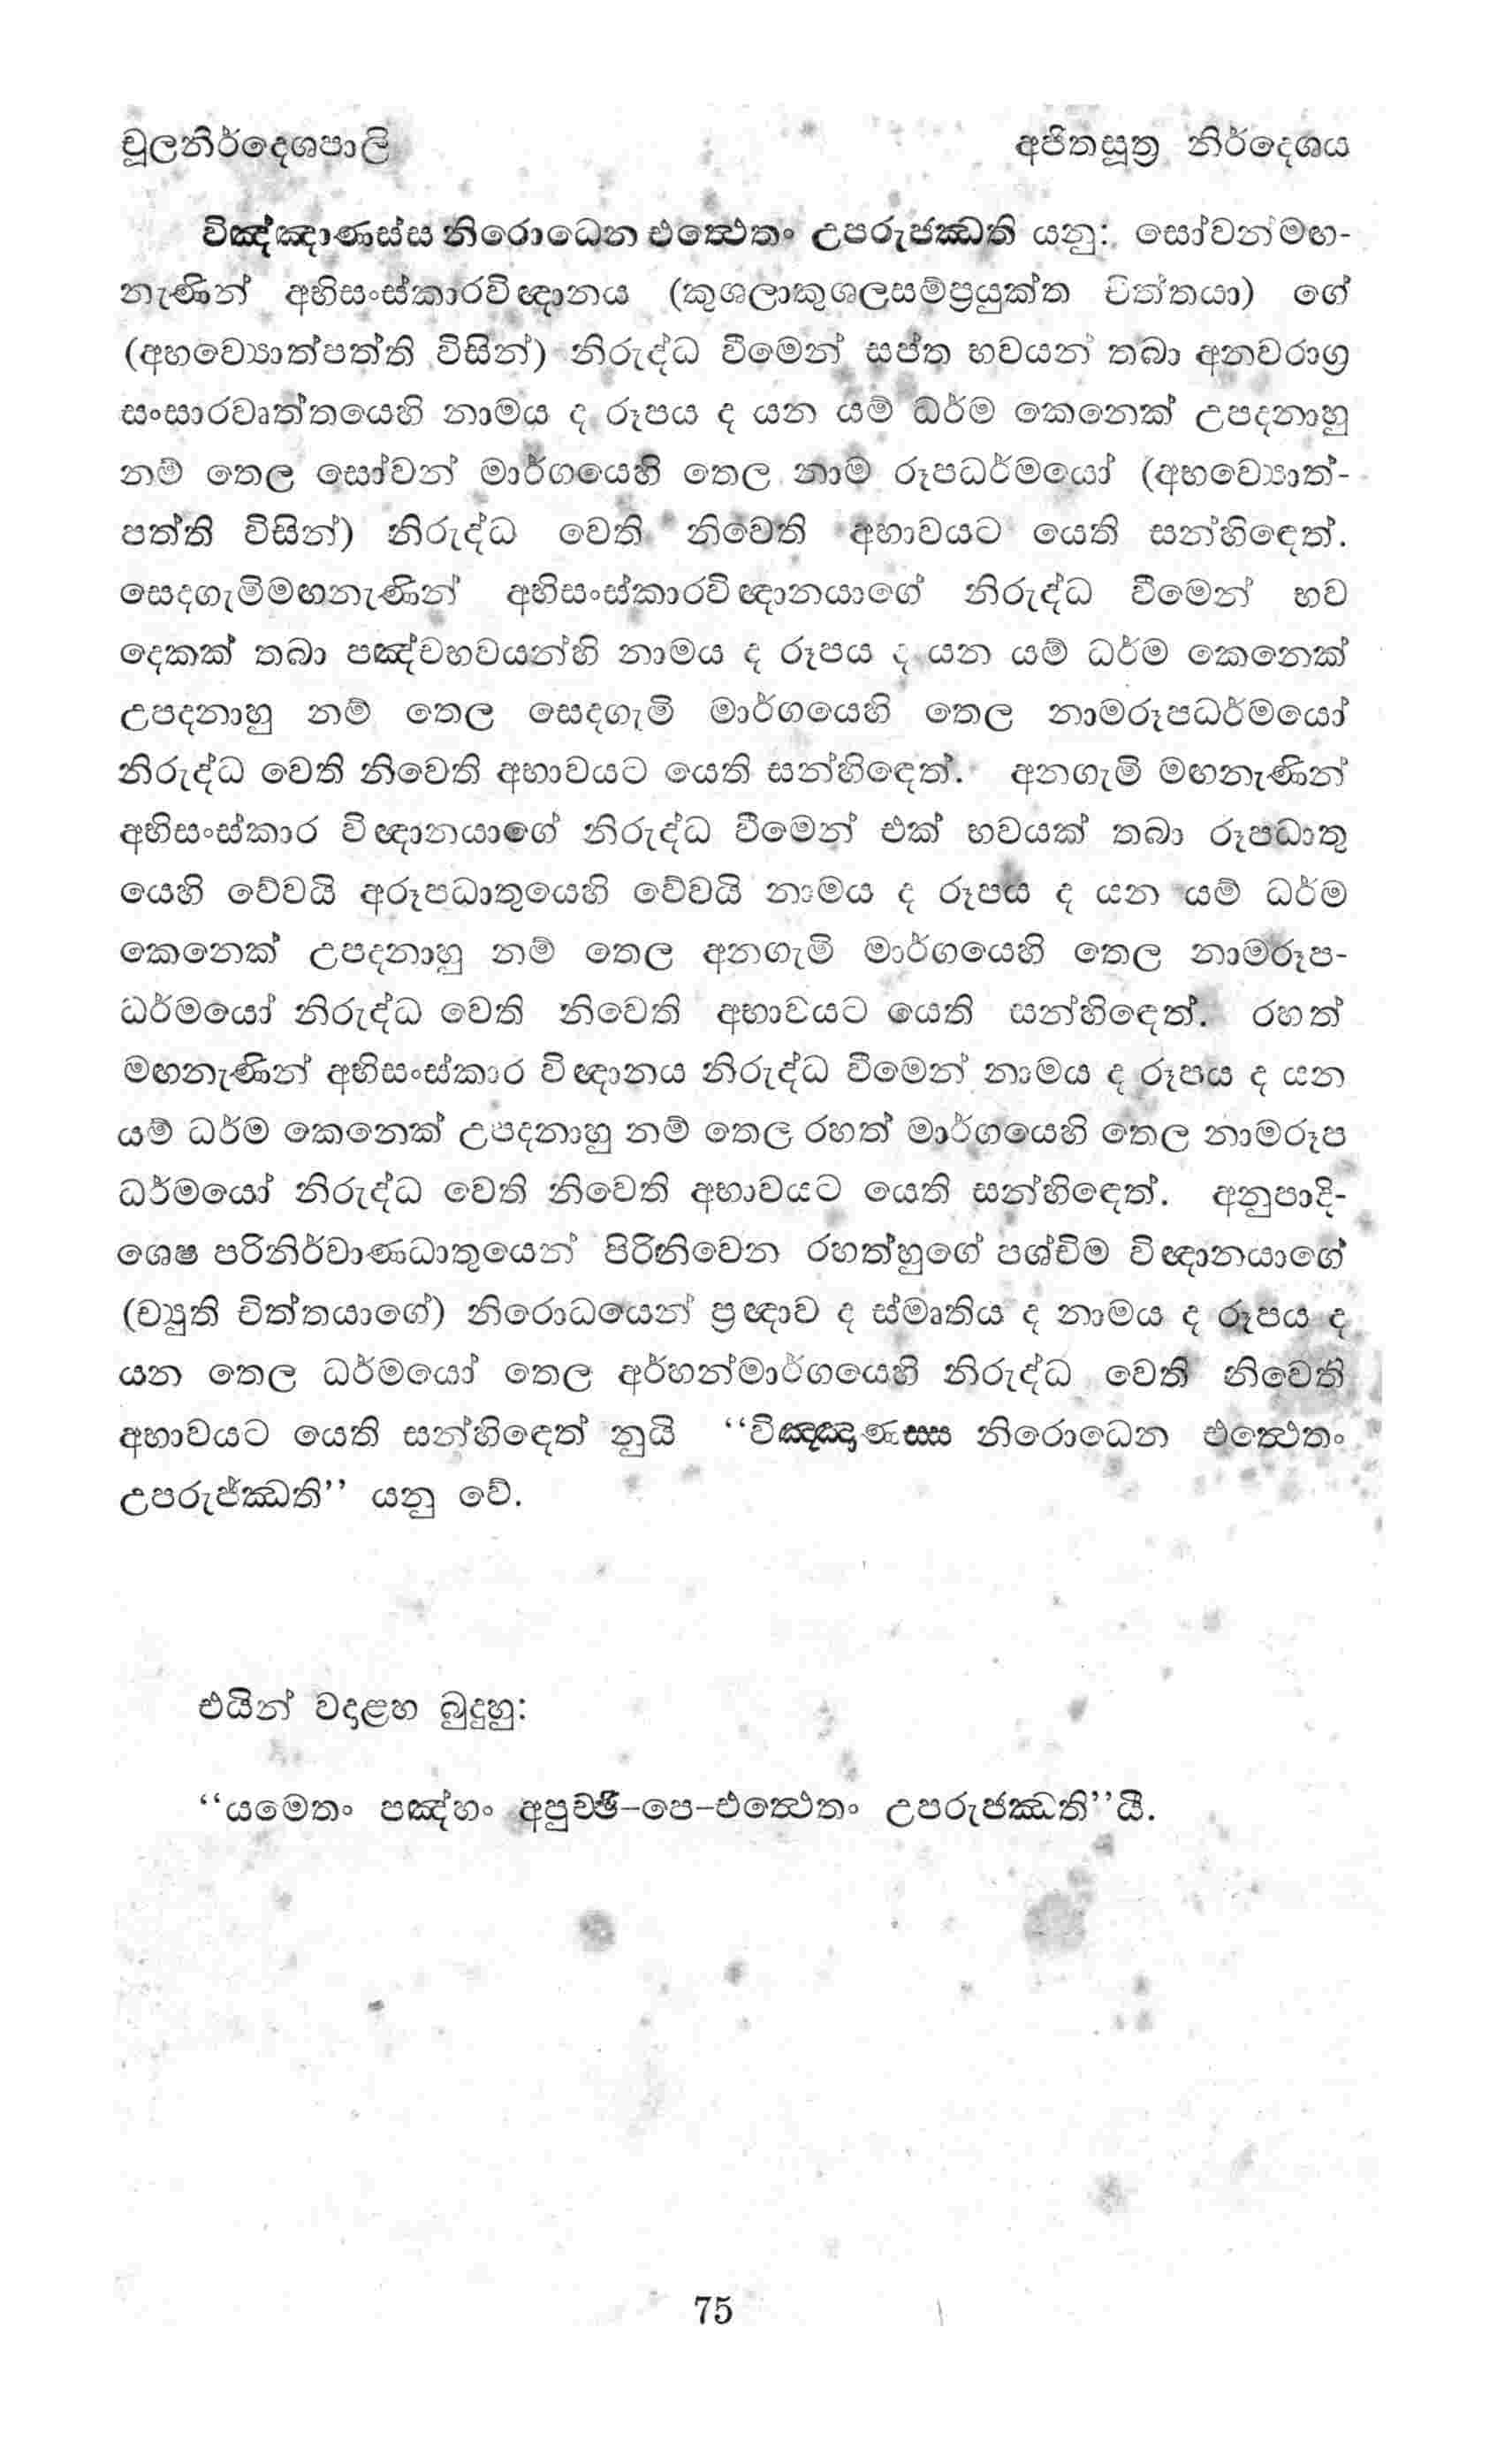 චූලනිර්දෙශපාලි අජිතසූත්‍ර නිර්දෙශය
විඤ්ඤාණස්ස නිරොධෙන එත්ථෙතං උපරුජ්ඣති යනු: සෝවන්මඟ-
නැණින් අභිසංස්කාරවිඥානය (කුශලාකුශලසම්ප්‍රයුක්ත චිත්තයා) ගේ
(අභව්‍යොත්පත්ති විසින්) නිරුද්ධ වීමෙන් සප්ත භවයන් තබා අනවරාග්‍ර
සංසාරවෘත්තයෙහි නාමය ද රූපය ද යන යම් ධර්ම කෙනෙක් උපදනාහු
නම් තෙල සෝවන් මාර්ගයෙහි තෙල නාම රූපධර්මයෝ (අභව්‍යොත්-
පත්ති විසින්) නිරුද්ධ වෙති නිවෙති අභාවයට යෙති සන්හිඳෙත්.
සෙදගැමිමඟනැණින් අභිසංස්කාරවිඥානයාගේ නිරුද්ධ වීමෙන් භව
දෙකක් තබා පඤ්චභවයන්හි නාමය ද රූපය ද යන යම් ධර්ම කෙනෙක්
උපදනාහු නම් තෙල සෙදගැමි මාර්ගයෙහි තෙල නාමරූපධර්මයෝ
නිරුද්ධ වෙති නිවෙති අභාවයට යෙති සන්හිඳෙත්. අනගැමි මඟනැණින්
අභිසංස්කාර විඥානයාගේ නිරුද්ධ වීමෙන් එක් භවයක් තබා රූපධාතු
යෙහි වේවයි අරූපධාතුයෙහි වේවයි නාමය ද රූපය ද යන යම් ධර්ම
කෙනෙක් උපදනාහු නම් තෙල අනගැමි මාර්ගයෙහි තෙල නාමරූප-
ධර්මයෝ නිරුද්ධ වෙති නිවෙති අභාවයට යෙති සන්හිඳෙත්. රහත්
මඟනැණින් අභිසංස්කාර විඥානය නිරුද්ධ වීමෙන් නාමය ද රූපය ද යන
යම් ධර්ම කෙනෙක් උපදනාහු නම් තෙල රහත් මාර්ගයෙහි තෙල නාමරූප
ධර්මයෝ නිරුද්ධ වෙති නිවෙති අභාවයට යෙති සන්හිඳෙත්. අනුපාදි-
ශෙෂ පරිනිර්වාණධාතුයෙන් පිරිනිවෙන රහත්හුගේ පශ්චිම විඥානයාගේ
(ච්‍යුති චිත්තයාගේ) නිරොධයෙන් ප්‍රඥාව ද ස්මෘතිය ද නාමය ද රූපය ද
යන තෙල ධර්මයෝ තෙල අර්හන්මාර්ගයෙහි නිරුද්ධ වෙති නිවෙති
අභාවයට යෙති සන්හිඳෙත් නුයි “විඤ්ඤාණස්ස නිරොධෙන එත්ථෙතං
උපරුජ්ඣති” යනු වේ.
එයින් වදාළහ බුදුහු:
“යමෙතං පඤ්හං අපුච්ඡි–පෙ–එත්ථෙතං උපරුජ්ඣති”යී.
75